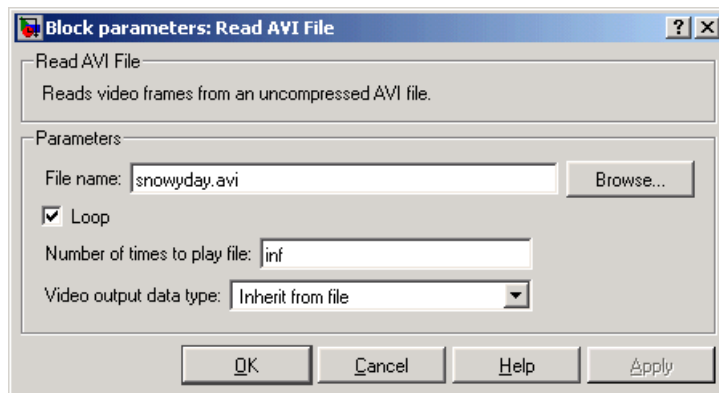 Block parameters: Read AVI File
Read AVI File
Reads video frames from an uncompressed AVI file.
Parameters
File name: snowyday.avi Browse...
Loop
Number of times to play file: inf
Video output data type: Inherit from file
OK Cancel Help Apply